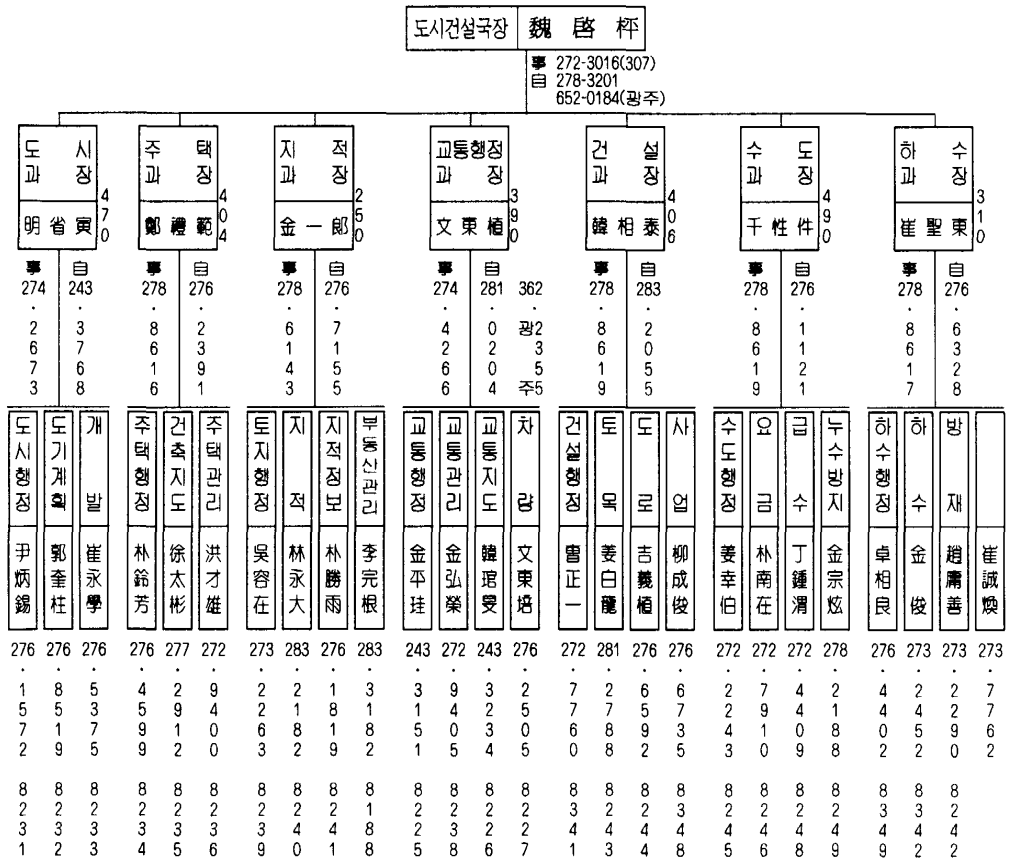 도시건설국장 魏啓枰
事 272-3016(307)
自 278-3201
652-0184(광주)
도시과장 明省寅 470
事 274·2673
自 243·3768
주택과장 鄭禮範 404
事 278·8616
自 276·2391
지적과장 金一郎 250
事 278·6143
自 276·7155
교통행정과장 文東植 390
事 274·4266
自 281·0204
362·2355 광주
건설과장 韓相泰 406
事 278·8619
自 283·2055
수도과장 千性件 490
事 278·8619
自 276·1121
하수과장 崔聖東 310
事 278·8617
自 276·6328
도시행정 尹炳錫 276·1572 8231
도기계획 郭奎柱 276·8519 8232
개발 崔永學 276·5375 8233
주택행정 朴鈴芳 276·4599 8234
건축지도 徐太彬 277·2912 8235
주택관리 洪才雄 272·9400 8236
토지행정 吳容在 273·2263 8239
지적 林永大 283·2182 8240
지적정보 朴勝雨 276·1819 8241
부동산관리 李完根 283·3182 8188
교통행정 金平珪 243·3151 8225
교통관리 金弘榮 272·9405 8238
교통지도 韓琯旻 243·3234 8226
차량 文東培 276·2505 8227
건설행정 曺正一 272·7760 8341
토목 姜白龍 281·2788 8243
도로 吉義植 276·6592 8244
사업 柳成俊 276·6735 8348
수도행정 姜幸伯 272·2243 8245
요금 朴南在 272·7910 8246
급수 丁鍾渭 272·4409 8248
누수방지 金宗炫 278·2188 8249
하수행정 卓相良 276·4402 8349
하수 金俊 273·2452 8342
방재 趙庸善 273·2290 8242
崔誠煥 273·7762